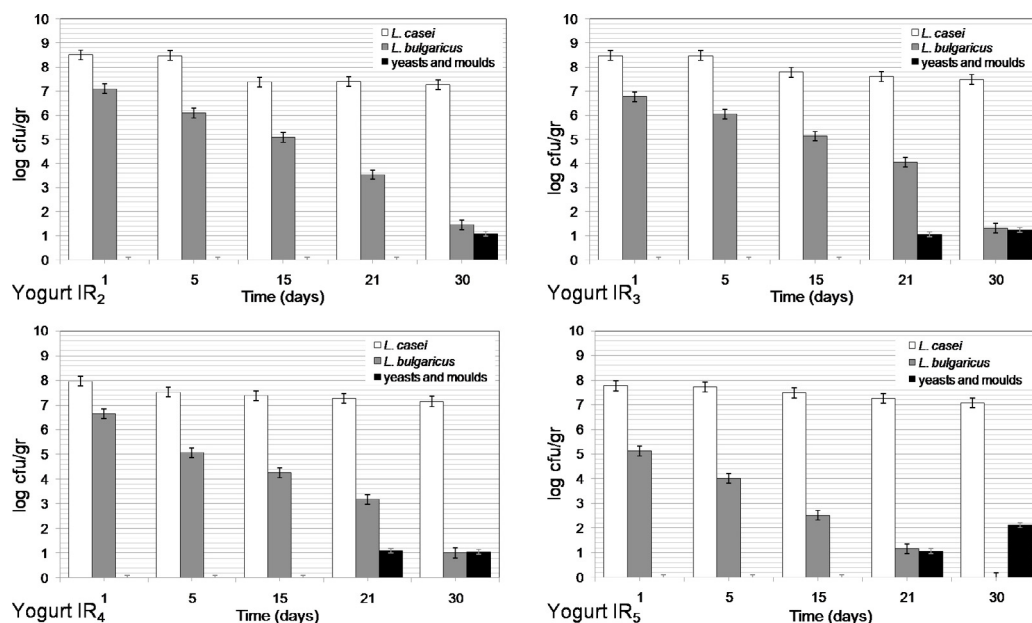 10
9
8
7
6
5
4
3
2
1
0
log cfu/gr
L. casei
L. bulgaricus
yeasts and moulds
1 5 15 21 30
Time (days)
Yogurt IR2
10
9
8
7
6
5
4
3
2
1
0
log cfu/gr
L. casei
L. bulgaricus
yeasts and moulds
1 5 15 21 30
Time (days)
Yogurt IR3
10
9
8
7
6
5
4
3
2
1
0
log cfu/gr
L. casei
L. bulgaricus
yeasts and moulds
1 5 15 21 30
Time (days)
Yogurt IR4
10
9
8
7
6
5
4
3
2
1
0
log cfu/gr
L. casei
L. bulgaricus
yeasts and moulds
1 5 15 21 30
Time (days)
Yogurt IR5